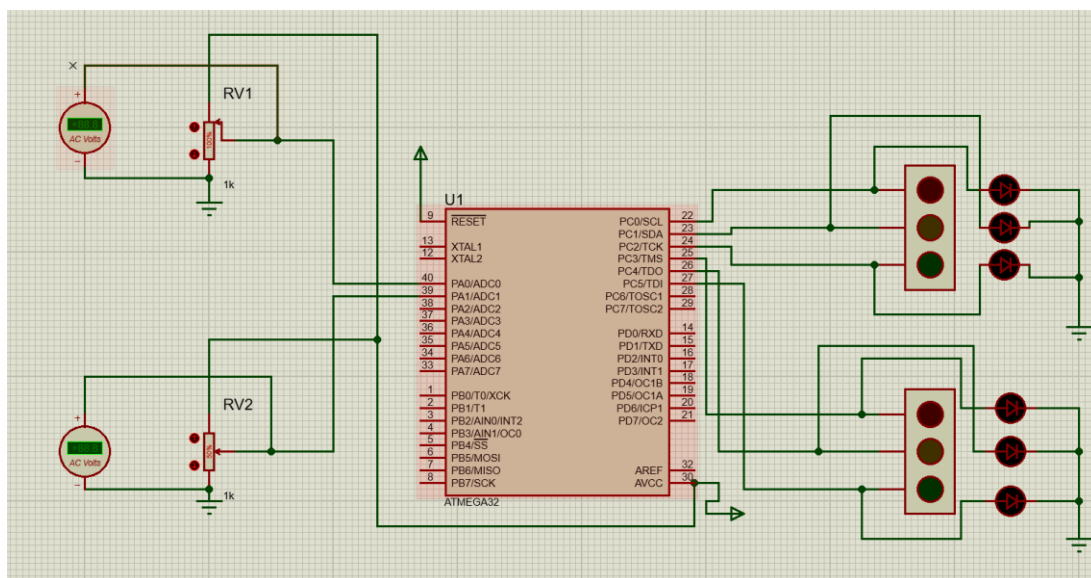 RV1
+
AC Volts
−
100%
1k
U1
9 RESET
13 XTAL1
12 XTAL2
40 PA0/ADC0
39 PA1/ADC1
38 PA2/ADC2
37 PA3/ADC3
36 PA4/ADC4
35 PA5/ADC5
34 PA6/ADC6
33 PA7/ADC7
1 PB0/T0/XCK
2 PB1/T1
3 PB2/AIN0/INT2
4 PB3/AIN1/OC0
5 PB4/SS
6 PB5/MOSI
7 PB6/MISO
8 PB7/SCK
PC0/SCL 22
PC1/SDA 23
PC2/TCK 24
PC3/TMS 25
PC4/TDO 26
PC5/TDI 27
PC6/TOSC1 28
PC7/TOSC2 29
PD0/RXD 14
PD1/TXD 15
PD2/INT0 16
PD3/INT1 17
PD4/OC1B 18
PD5/OC1A 19
PD6/ICP1 20
PD7/OC2 21
AREF 32
AVCC 30
ATMEGA32
RV2
+
AC Volts
−
50%
1k